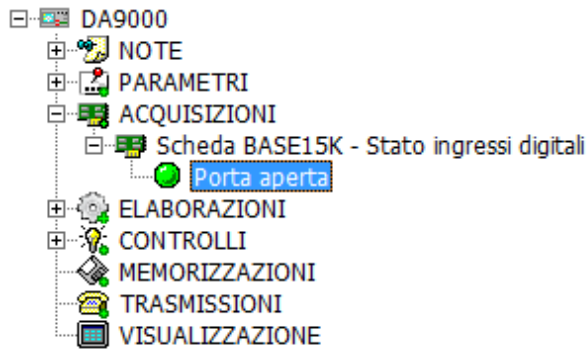 DA9000
NOTE
PARAMETRI
ACQUISIZIONI
Scheda BASE15K - Stato ingressi digitali
Porta aperta
ELABORAZIONI
CONTROLLI
MEMORIZZAZIONI
TRASMISSIONI
VISUALIZZAZIONE